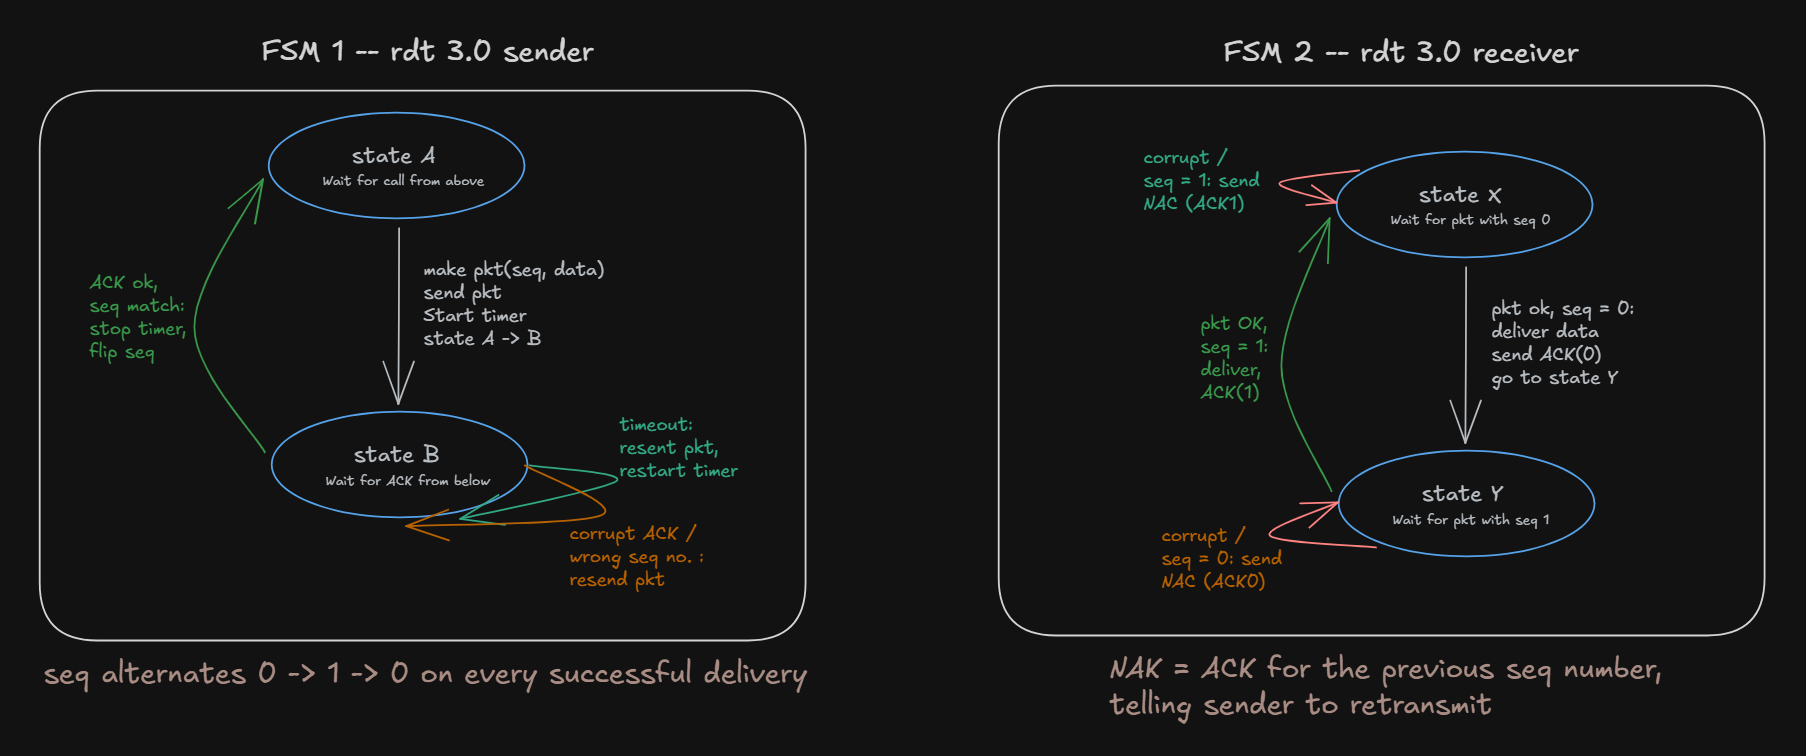 FSM 1 -- rdt 3.0 sender
state A
Wait for call from above
ACK ok,
seq match:
stop timer,
flip seq
make pkt(seq, data)
send pkt
Start timer
state A -> B
state B
Wait for ACK from below
timeout:
resent pkt,
restart timer
corrupt ACK /
wrong seq no. :
resend pkt
seq alternates 0 -> 1 -> 0 on every successful delivery
FSM 2 -- rdt 3.0 receiver
corrupt /
seq = 1: send
NAC (ACK1)
state X
Wait for pkt with seq 0
pkt OK,
seq = 1:
deliver,
ACK(1)
pkt ok, seq = 0:
deliver data
send ACK(0)
go to state Y
state Y
Wait for pkt with seq 1
corrupt /
seq = 0: send
NAC (ACK0)
NAK = ACK for the previous seq number,
telling sender to retransmit